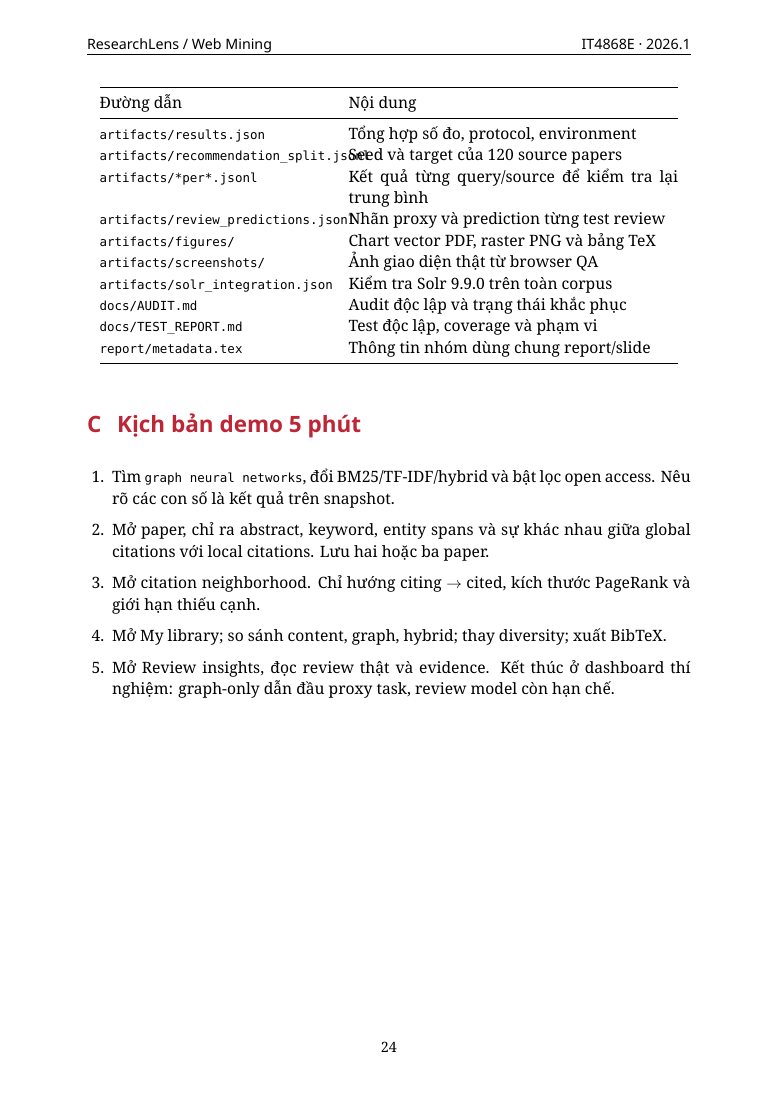 ResearchLens / Web Mining IT4868E · 2026.1
Đường dẫn Nội dung
artifacts/results.json Tổng hợp số đo, protocol, environment
artifacts/recommendation_split.jsonl Seed và target của 120 source papers
artifacts/*per*.jsonl Kết quả từng query/source để kiểm tra lại
trung bình
artifacts/review_predictions.jsonl Nhãn proxy và prediction từng test review
artifacts/figures/ Chart vector PDF, raster PNG và bảng TeX
artifacts/screenshots/ Ảnh giao diện thật từ browser QA
artifacts/solr_integration.json Kiểm tra Solr 9.9.0 trên toàn corpus
docs/AUDIT.md Audit độc lập và trạng thái khắc phục
docs/TEST_REPORT.md Test độc lập, coverage và phạm vi
report/metadata.tex Thông tin nhóm dùng chung report/slide
C Kịch bản demo 5 phút
1. Tìm graph neural networks, đổi BM25/TF-IDF/hybrid và bật lọc open access. Nêu
rõ các con số là kết quả trên snapshot.
2. Mở paper, chỉ ra abstract, keyword, entity spans và sự khác nhau giữa global
citations với local citations. Lưu hai hoặc ba paper.
3. Mở citation neighborhood. Chỉ hướng citing → cited, kích thước PageRank và
giới hạn thiếu cạnh.
4. Mở My library; so sánh content, graph, hybrid; thay diversity; xuất BibTeX.
5. Mở Review insights, đọc review thật và evidence. Kết thúc ở dashboard thí
nghiệm: graph-only dẫn đầu proxy task, review model còn hạn chế.
24